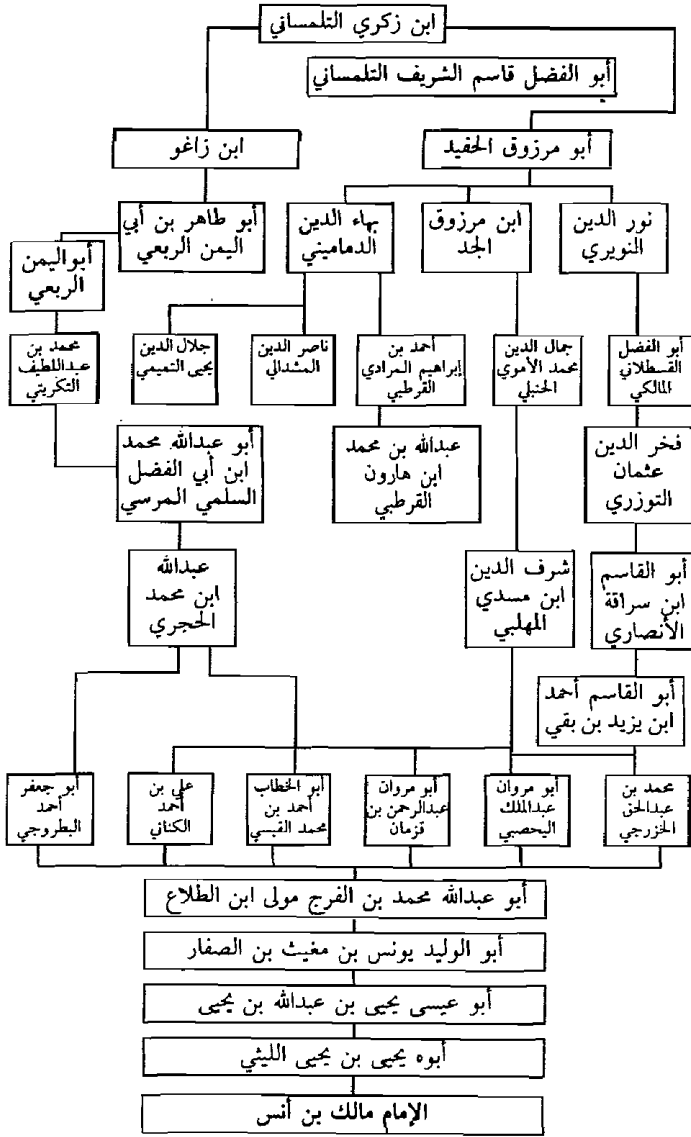 ابن زكري التلمساني
أبو الفضل قاسم الشريف التلمساني
أبو مرزوق الحفيد
ابن زاغو
نور الدين
النويري
ابن مرزوق
الجد
بهاء الدين
الدماميني
أبو طاهر بن أبي
اليمن الربعي
أبواليمن
الربعي
أبو الفضل
القسطلاني
المالكي
جمال الدين
محمد الأموي
الحنبلي
أحمد بن
إبراهيم المرادي
القرطبي
ناصر الدين
المشدالي
جلال الدين
يحيى التميمي
محمد بن
عبداللطيف
التكريتي
فخر الدين
عثمان
التوزري
عبدالله بن محمد
ابن هارون
القرطبي
أبو عبدالله محمد
ابن أبي الفضل
السلمي المرسي
أبو القاسم
ابن سراقة
الأنصاري
شرف الدين
ابن مسدي
المهلبي
عبدالله
ابن محمد
الحجري
أبو القاسم أحمد
ابن يزيد بن بقي
محمد بن
عبدالحق
الخزرجي
أبو مروان
عبدالملك
اليحصبي
أبو مروان
عبدالرحمن بن
قزمان
أبو الخطاب
أحمد بن
محمد القيسي
علي بن
أحمد
الكناني
أبو جعفر
أحمد
البطروجي
أبو عبدالله محمد بن الفرج مولى ابن الطلاع
أبو الوليد يونس بن مغيث بن الصفار
أبو عيسى يحيى بن عبدالله بن يحيى
أبوه يحيى بن يحيى الليثي
الإمام مالك بن أنس